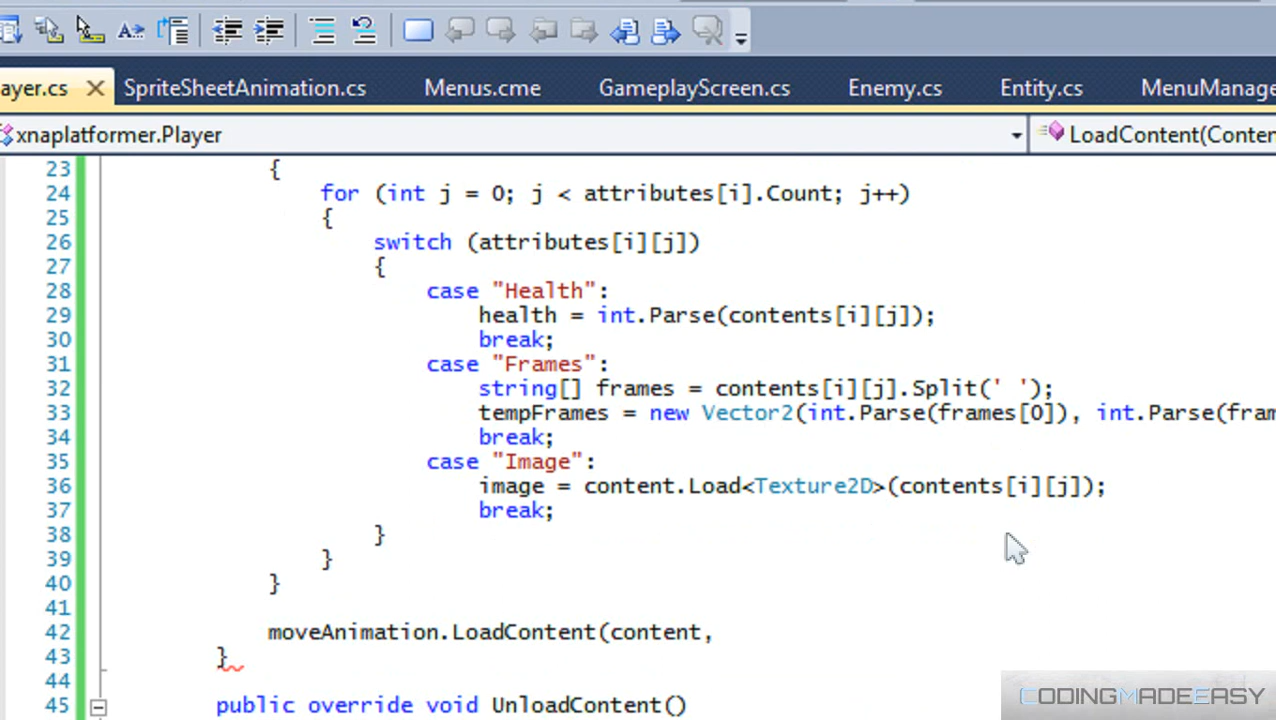 ayer.cs SpriteSheetAnimation.cs Menus.cme GameplayScreen.cs Enemy.cs Entity.cs MenuManage
xnaplatformer.Player LoadContent(Conten
23 {
24 for (int j = 0; j < attributes[i].Count; j++)
25 {
26 switch (attributes[i][j])
27 {
28 case "Health":
29 health = int.Parse(contents[i][j]);
30 break;
31 case "Frames":
32 string[] frames = contents[i][j].Split(' ');
33 tempFrames = new Vector2(int.Parse(frames[0]), int.Parse(fram
34 break;
35 case "Image":
36 image = content.Load<Texture2D>(contents[i][j]);
37 break;
38 }
39 }
40 }
41
42 moveAnimation.LoadContent(content,
43 }
44
45 public override void UnloadContent()
CODINGMADEEASY